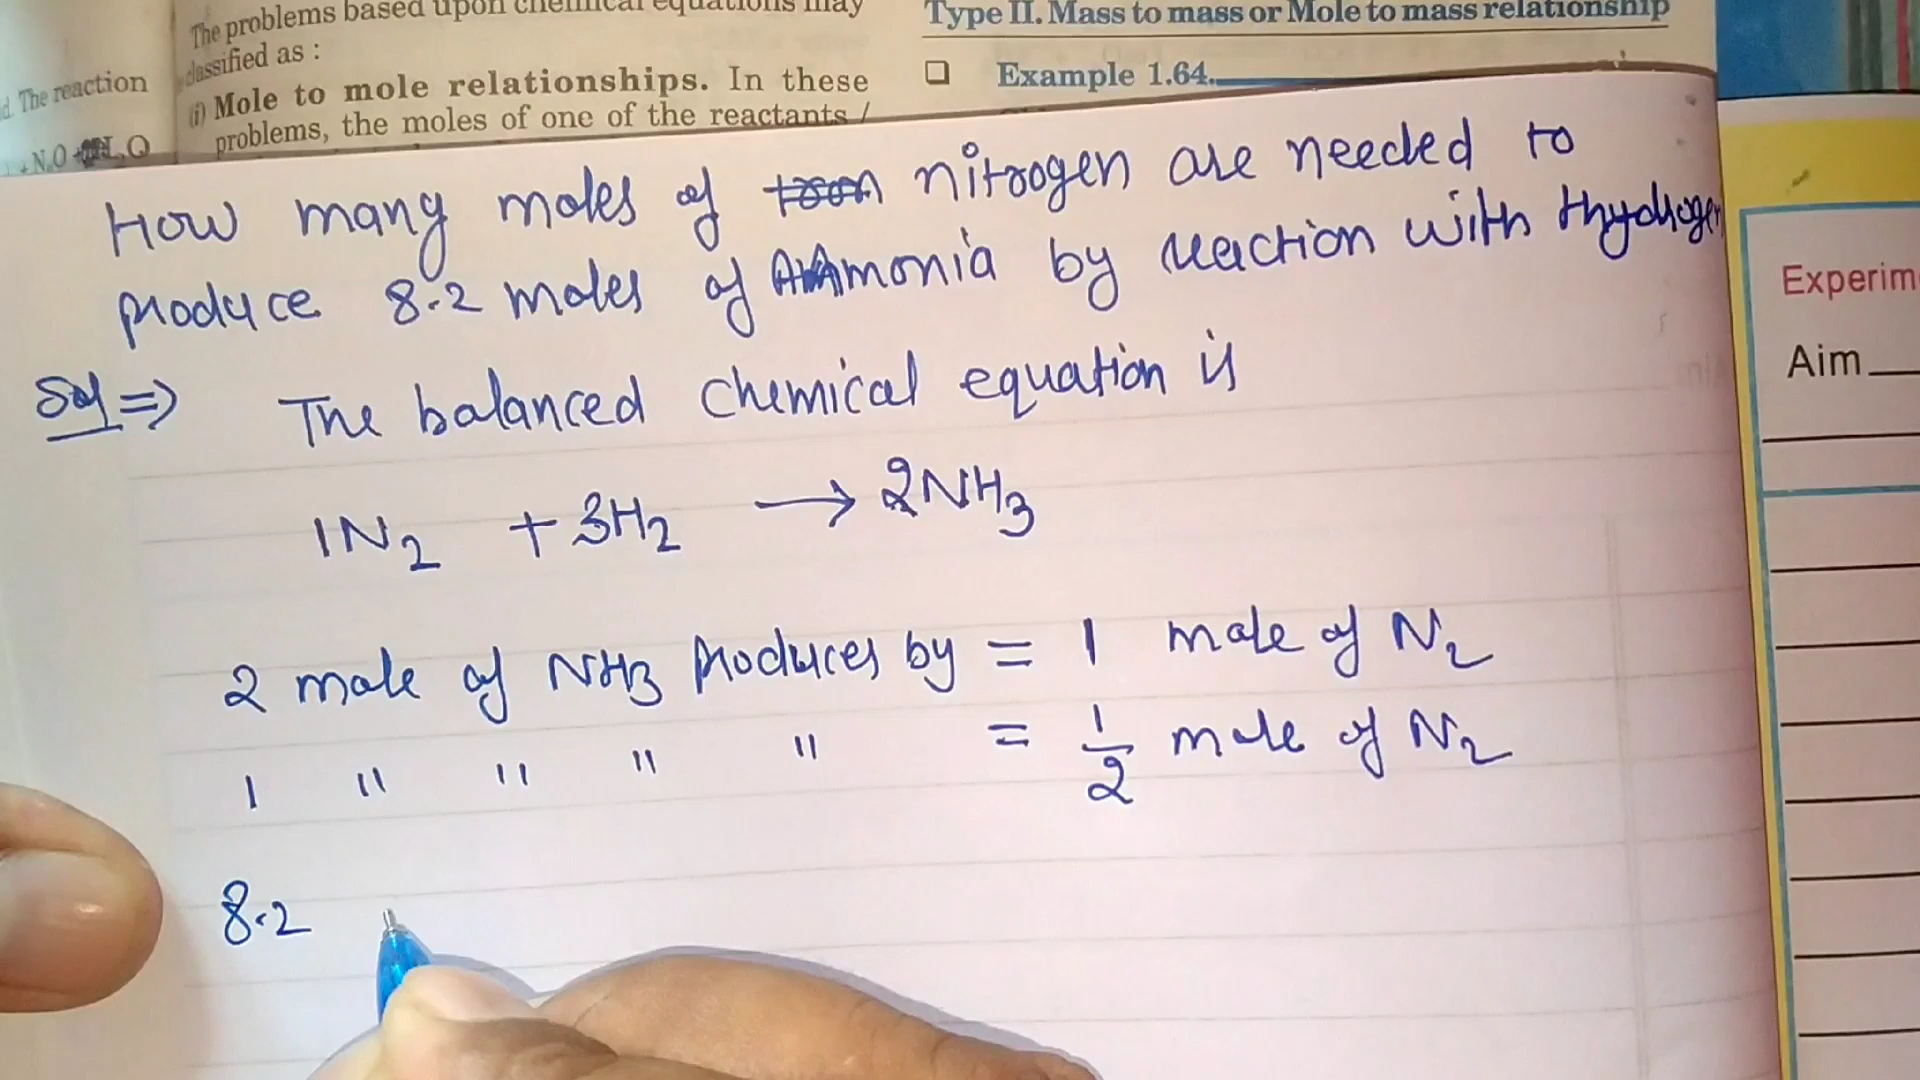 The problems based upon chemical equations may
classified as :
(i) Mole to mole relationships. In these
problems, the moles of one of the reactants /
d. The reaction
Type II. Mass to mass or Mole to mass relationship
Example 1.64.
How many moles of nitrogen are needed to
produce 8.2 moles of Ammonia by reaction with Hydrogen
Sol => The balanced chemical equation is
1N2 + 3H2 → 2NH3
2 mole of NH3 Produces by = 1 mole of N2
1 " " " " = 1/2 mole of N2
8.2
Experim
Aim